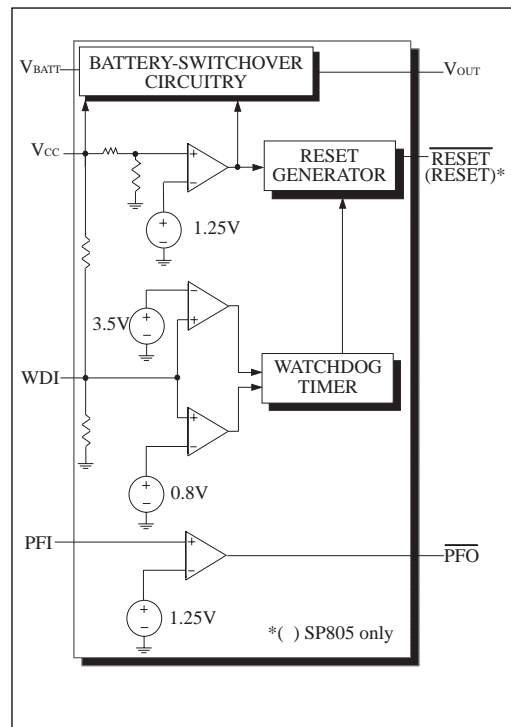 VBATT
BATTERY-SWITCHOVER
CIRCUITRY
VOUT
VCC
+
−
RESET
GENERATOR
RESET
(RESET)*
+
−
1.25V
−
+
+
−
3.5V
WDI
WATCHDOG
TIMER
+
−
+
−
0.8V
PFI
+
−
PFO
+
−
1.25V
*( ) SP805 only